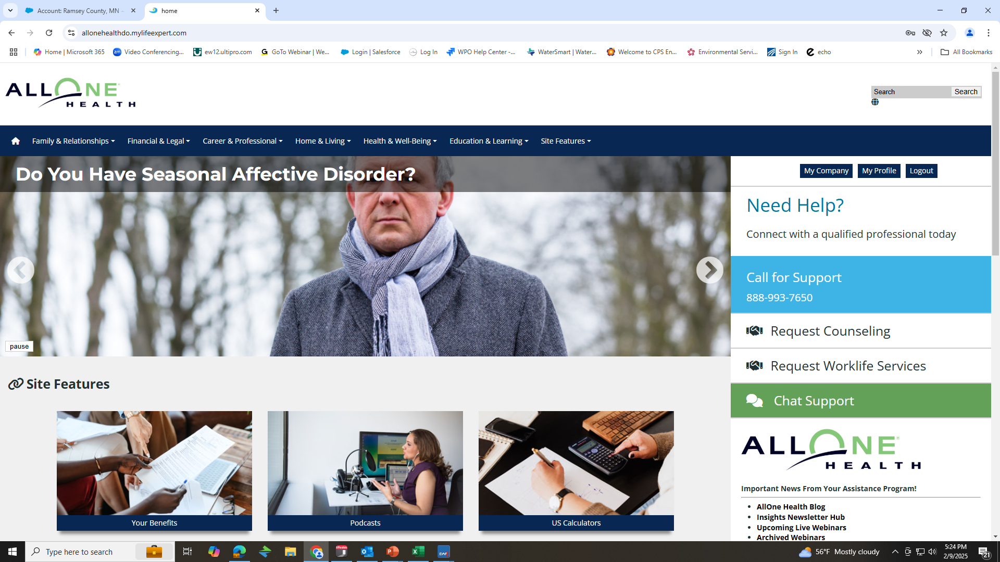 Account: Ramsey County, MN
home
allonehealthdo.mylifeexpert.com
Home | Microsoft 365
Video Conferencing...
ew12.ultipro.com
GoTo Webinar | We...
Login | Salesforce
Log In
WPO Help Center -...
WaterSmart | Water...
Welcome to CPS En...
Environmental Servi...
Sign In
echo
All Bookmarks
ALLONE
HEALTH
Search Search
Family & Relationships
Financial & Legal
Career & Professional
Home & Living
Health & Well-Being
Education & Learning
Site Features
Do You Have Seasonal Affective Disorder?
pause
My Company
My Profile
Logout
Need Help?
Connect with a qualified professional today
Call for Support
888-993-7650
Request Counseling
Request Worklife Services
Chat Support
Site Features
Your Benefits
Podcasts
US Calculators
ALLONE
HEALTH
Important News From Your Assistance Program!
AllOne Health Blog
Insights Newsletter Hub
Upcoming Live Webinars
Archived Webinars
Type here to search
56°F Mostly cloudy
5:24 PM
2/9/2025
21